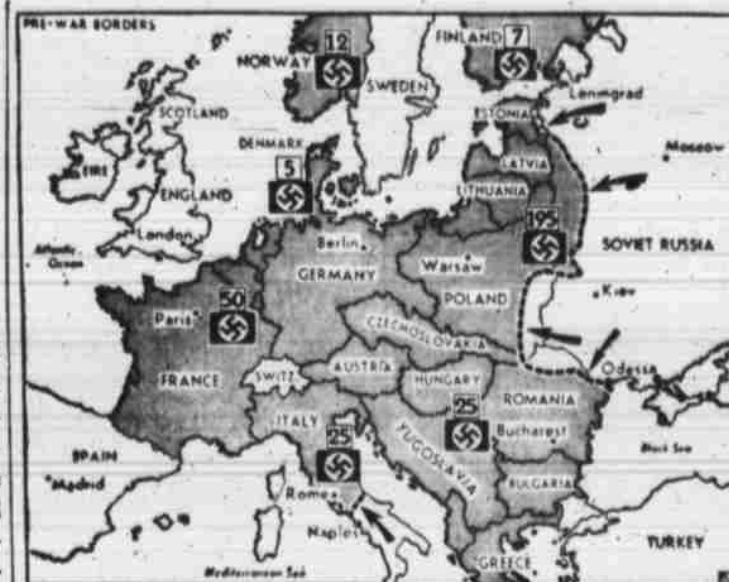 PRE-WAR BORDERS
12
NORWAY
FINLAND 7
SWEDEN
Leningrad
SCOTLAND
ESTONIA
DENMARK
5
LATVIA
Moscow
EIRE
ENGLAND
LITHUANIA
London
195
Berlin
SOVIET RUSSIA
Atlantic
Ocean
Warsaw
GERMANY
POLAND
Kiev
50
Paris
CZECHOSLOVAKIA
AUSTRIA
Odessa
FRANCE
SWITZ
HUNGARY
ROMANIA
ITALY
25
25
Bucharest
YUGOSLAVIA
Black Sea
SPAIN
Madrid
BULGARIA
Rome
Naples
TURKEY
Mediterranean Sea
GREECE